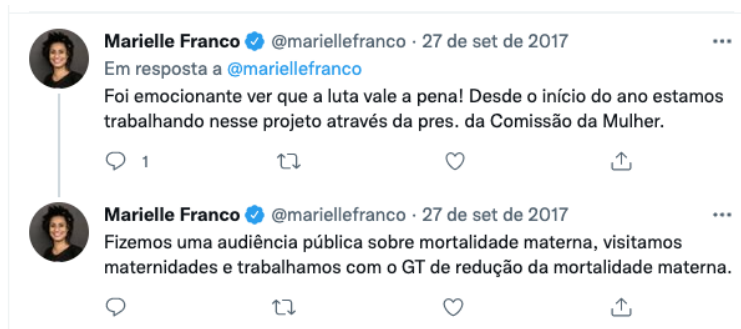 Marielle Franco @mariellefranco · 27 de set de 2017
Em resposta a @mariellefranco
Foi emocionante ver que a luta vale a pena! Desde o início do ano estamos
trabalhando nesse projeto através da pres. da Comissão da Mulher.
1
Marielle Franco @mariellefranco · 27 de set de 2017
Fizemos uma audiência pública sobre mortalidade materna, visitamos
maternidades e trabalhamos com o GT de redução da mortalidade materna.